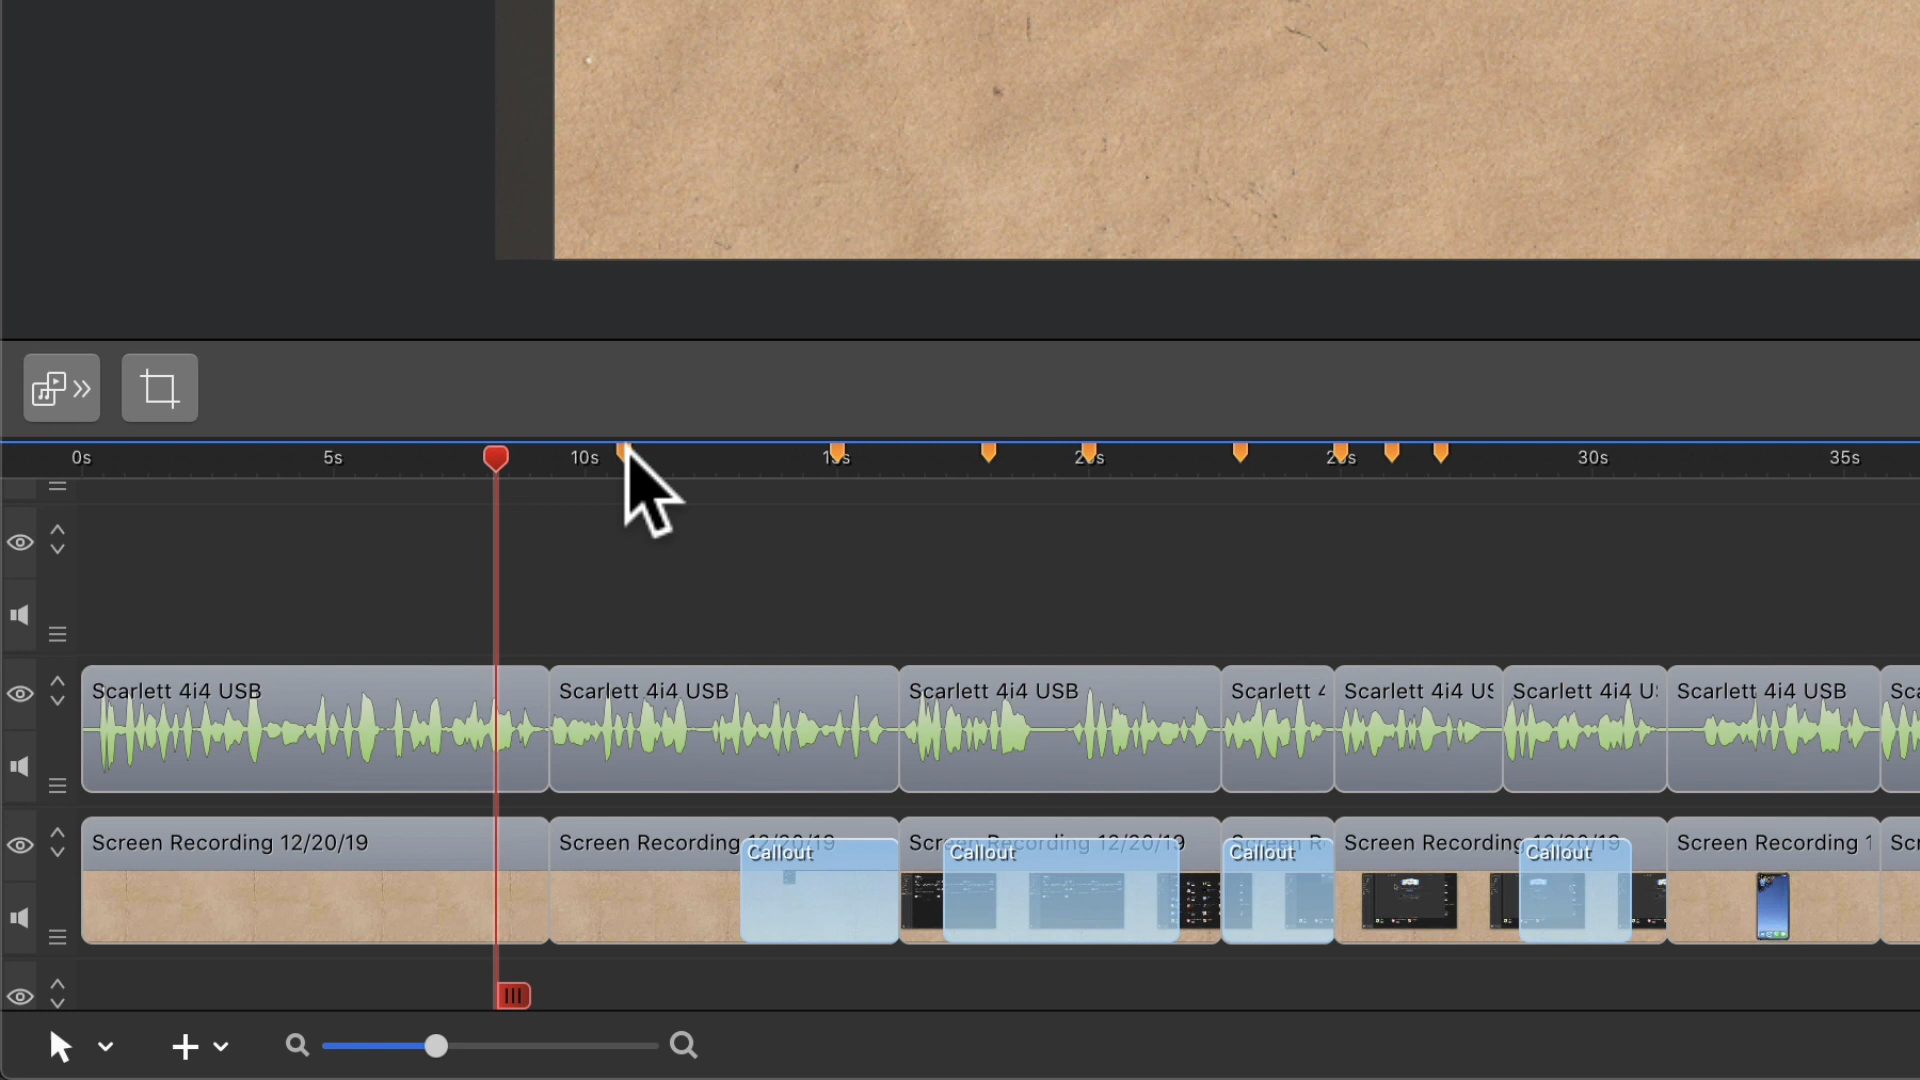 0s 5s 10s 15s 20s 25s 30s 35s
Scarlett 4i4 USB Scarlett 4i4 USB Scarlett 4i4 USB Scarlett 4 Scarlett 4i4 US Scarlett 4i4 U Scarlett 4i4 USB Sca
Screen Recording 12/20/19 Screen Recording 12/20/19 Screen Recording 12/20/19 Screen R Screen Recording 12/20/19 Screen Recording 1 Scr
Callout Callout Callout Callout